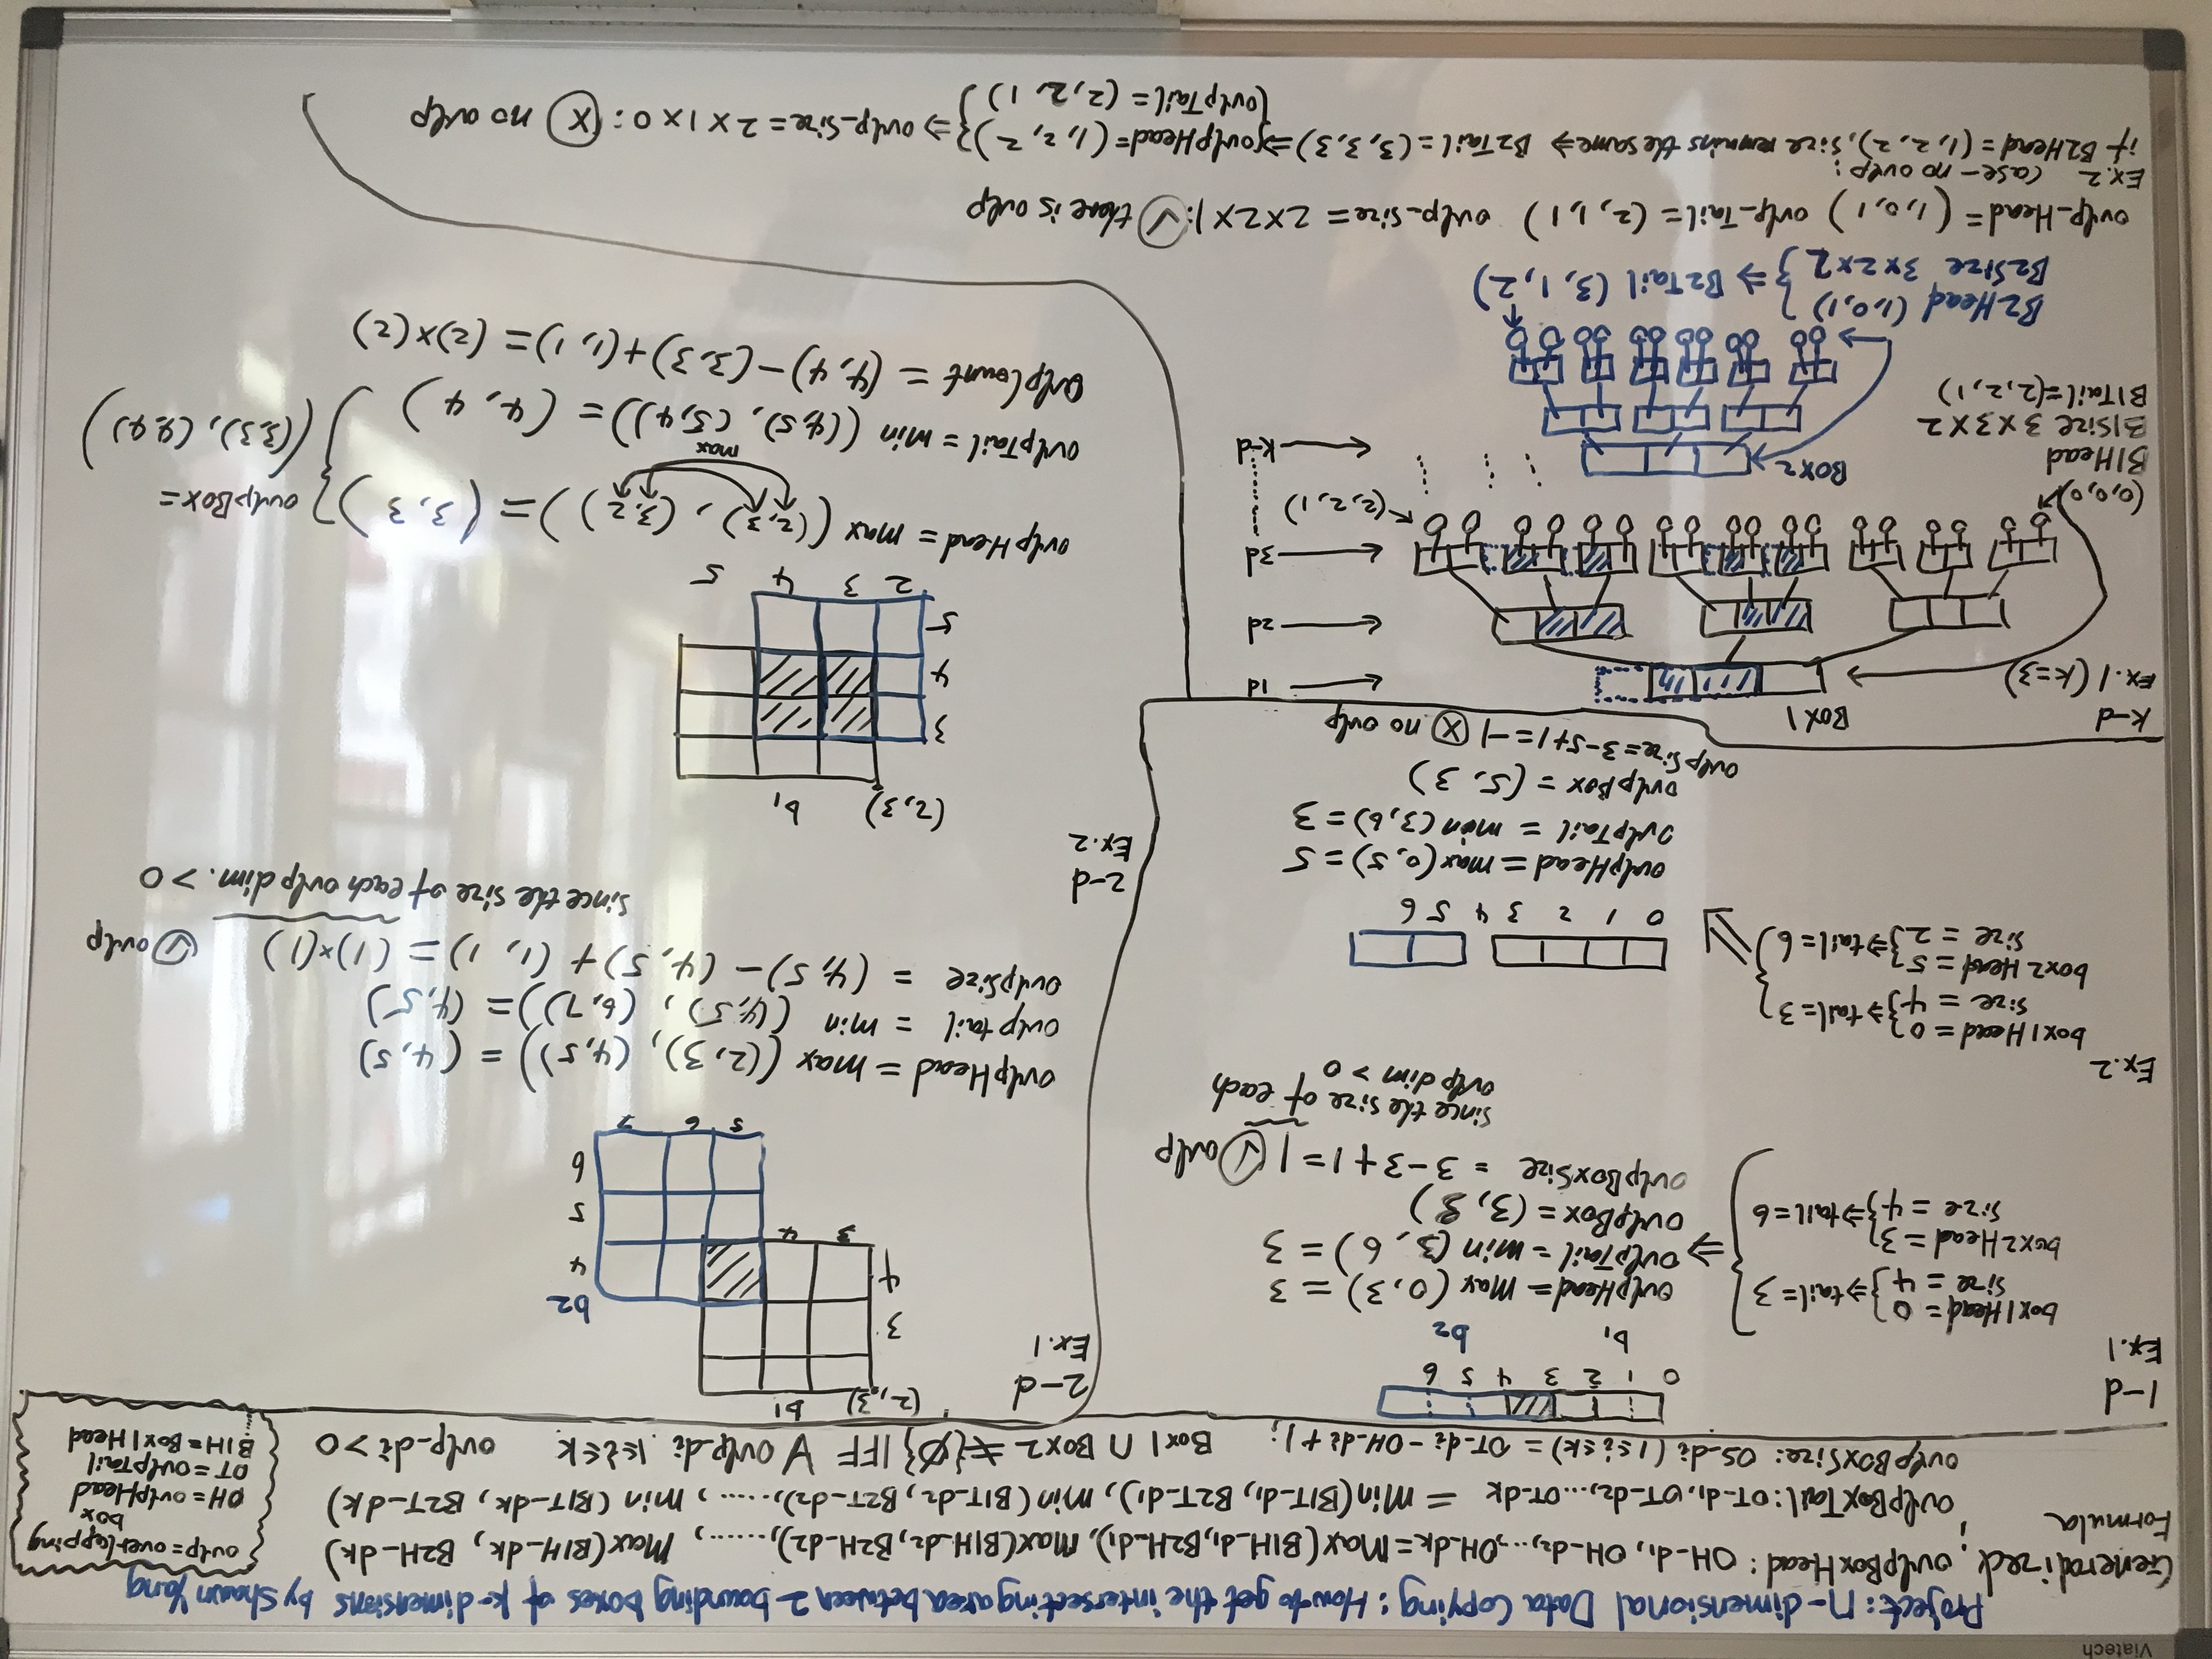 Viatech
Project: n-dimensional Data Copying: How to get the intersecting area between 2 bounding boxes of k-dimensions by Shawn Yang
Generalized Formula:
ovlpBoxHead: OH_d1, OH_d2,...,OH_dk = Max(B1H_d1, B2H_d1), Max(B1H_d2, B2H_d2),......, Max(B1H_dk, B2H_dk)
ovlpBoxTail: OT_d1, OT_d2,...OT_dk = min(B1T_d1, B2T_d1), min(B1T_d2, B2T_d2),....., min (B1T_dk, B2T_dk)
ovlpBoxSize: OS_di (1≤i≤k) = OT_di - OH_di + 1; Box1 ∩ Box2 ≠ {∅} IFF ∀ ovlp_di 1≤i≤k ovlp_di > 0
ovlp = overlapping
box
OH = ovlpHead
OT = ovlpTail
B1H = Box1 Head
1-d
Ex.1
0 1 2 3 4 5 6
b1 b2
box1Head = 0
size = 4 } ⇒ tail = 3
box2Head = 3
size = 4 } ⇒ tail = 6
⇒
ovlpHead = max (0, 3) = 3
ovlpTail = min (3, 6) = 3
ovlpBox = (3, 3)
ovlpBoxSize = 3 - 3 + 1 = 1 ✓ ovlp
since the size of each
ovlp dim > 0
Ex.2
box1Head = 0
size = 4 } ⇒ tail = 3
box2Head = 5
size = 2 } ⇒ tail = 6
0 1 2 3 4 5 6
ovlpHead = max(0, 5) = 5
ovlpTail = min (3, 6) = 3
ovlpBox = (5, 3)
ovlpSize = 3 - 5 + 1 = -1 X no ovlp
2-d
Ex.1
(2, 3) b1
3
4
3 4
b2
4
5
6
5 6 7
ovlpHead = max ((2, 3), (4, 5)) = (4, 5)
ovlptail = min ((4, 5), (6, 7)) = (4, 5)
ovlpSize = (4, 5) - (4, 5) + (1, 1) = (1)×(1) ✓ ovlp
since the size of each ovlp dim. > 0
2-d
Ex.2
(2, 3) b1
3
4
5
2 3 4 5
ovlpHead = max ((2, 3), (3, 2)) = (3, 3)
max
ovlpTail = min ((4, 5), (5, 4)) = (4, 4)
ovlpBox =
((3,3), (4,4))
ovlpCount = (4, 4) - (3, 3) + (1, 1) = (2)×(2)
k-d
Ex.1 (k=3)
Box 1
1d
2d
3d
(2, 2, 1)
k-d
(0,0,0)
B1Head
B1Size 3×3×2
B1Tail = (2, 2, 1)
Box 2
B2Head (1, 0, 1)
B2Size 3×2×2 } ⇒ B2Tail (3, 1, 2)
ovlp_Head = (1, 0, 1) ovlp_Tail = (2, 1, 1) ovlp_size = 2×2×1: ✓ there is ovlp
Ex.2 case - no ovlp:
if B2Head = (1, 2, 2), size remains the same ⇒ B2Tail = (3, 3, 3) ⇒ { ovlpHead = (1, 2, 2)
ovlpTail = (2, 2, 1) } ⇒ ovlp_Size = 2×1×0: X no ovlp